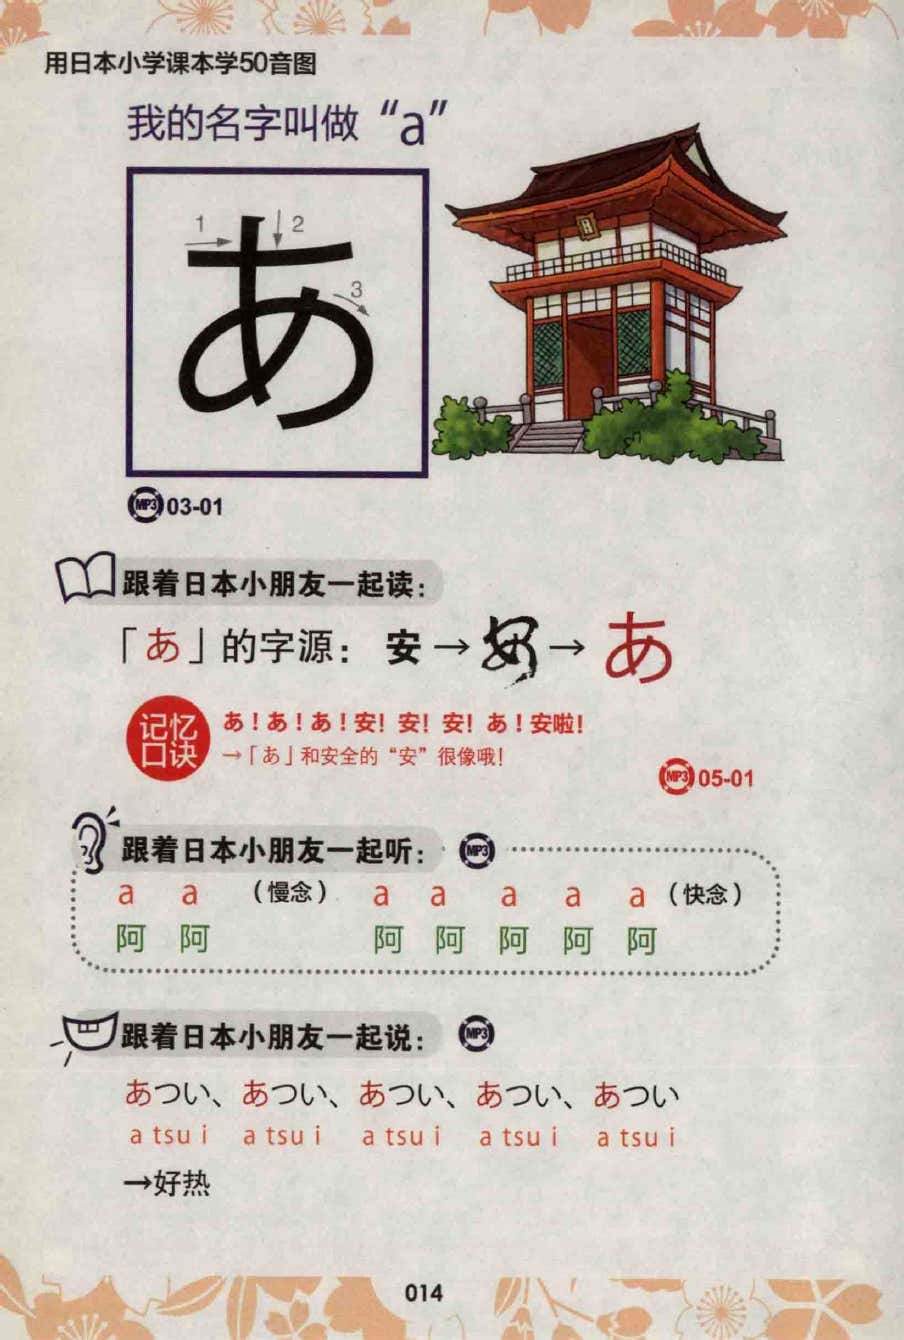 用日本小学课本学50音图
我的名字叫做“a”
1
2
3
あ
MP3 03-01
跟着日本小朋友一起读：
「あ」的字源：安→安→あ
记忆口诀
あ！あ！あ！安！安！安！あ！安啦！
→「あ」和安全的“安”很像哦！
MP3 05-01
跟着日本小朋友一起听： MP3
a a （慢念） a a a a a （快念）
阿 阿 阿 阿 阿 阿 阿
跟着日本小朋友一起说： MP3
あつい、あつい、あつい、あつい、あつい
a tsu i a tsu i a tsu i a tsu i a tsu i
→好热
014